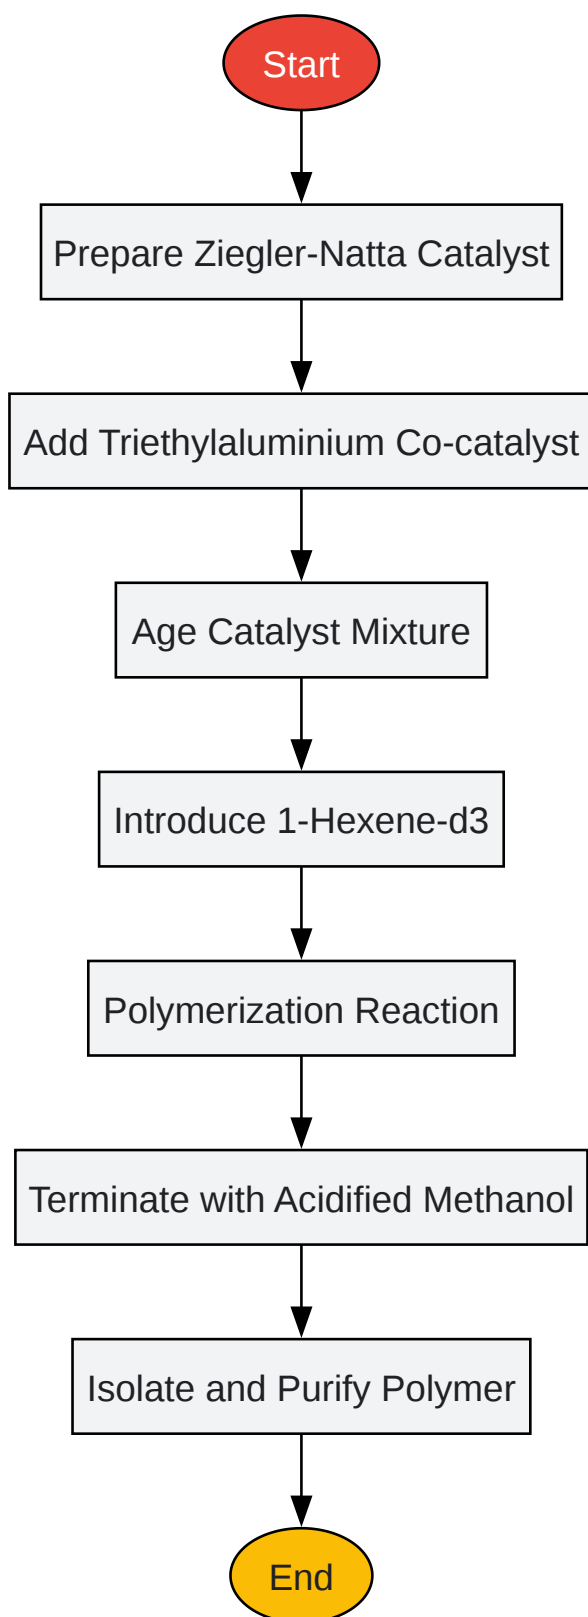 Start
Prepare Ziegler-Natta Catalyst
Add Triethylaluminium Co-catalyst
Age Catalyst Mixture
Introduce 1-Hexene-d3
Polymerization Reaction
Terminate with Acidified Methanol
Isolate and Purify Polymer
End